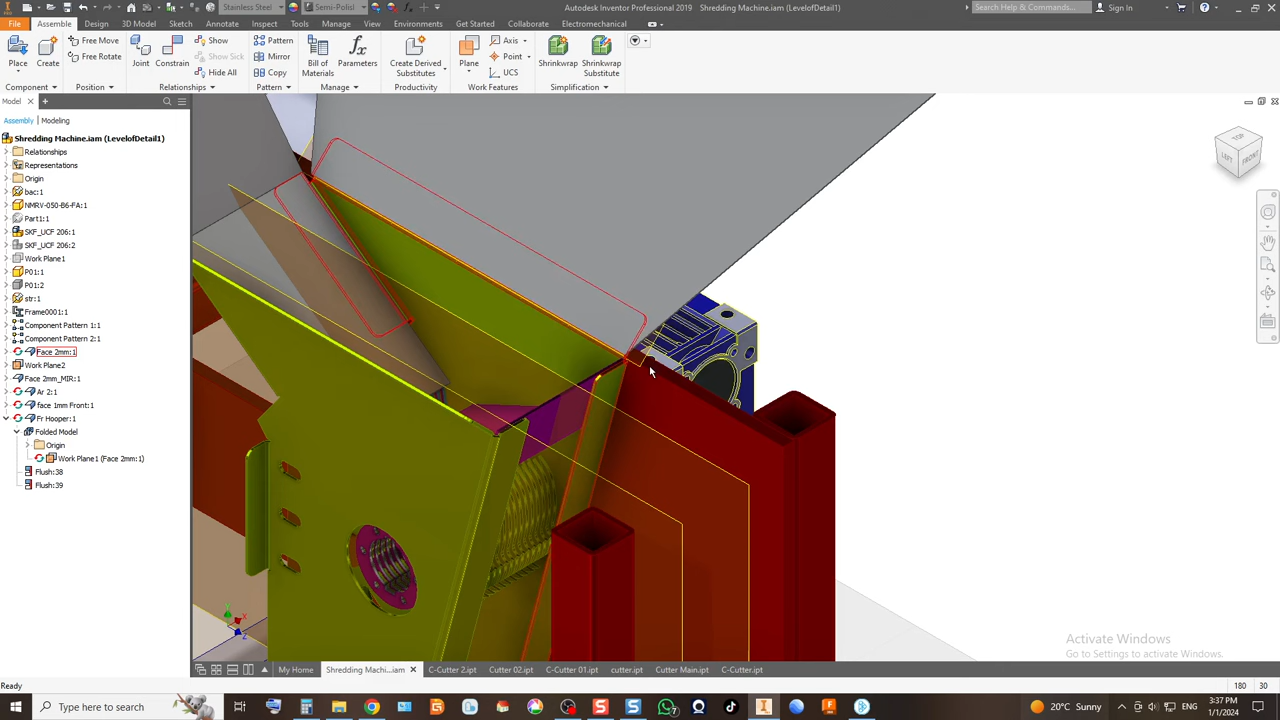 Stainless Steel
Semi-Polished
Autodesk Inventor Professional 2019   Shredding Machine.iam (LevelofDetail1)
Search Help & Commands...
Sign In
File  Assemble  Design  3D Model  Sketch  Annotate  Inspect  Tools  Manage  View  Environments  Get Started  Collaborate  Electromechanical
Free Move  Show  Pattern  Axis
Free Rotate  Show Sick  Mirror  Point
Place  Create  Joint  Constrain  Hide All  Copy  Bill of Materials  Parameters  Create Derived Substitutes  Plane  UCS  Shrinkwrap  Shrinkwrap Substitute
Component  Position  Relationships  Pattern  Manage  Productivity  Work Features  Simplification
Model
Assembly  Modeling
Shredding Machine.iam (LevelofDetail1)
Relationships
Representations
Origin
bac:1
NMRV-050-B6-FA:1
Part1:1
SKF_UCF 206:1
SKF_UCF 206:2
Work Plane1
P01:1
P01:2
str:1
Frame0001:1
Component Pattern 1:1
Component Pattern 2:1
Face 2mm:1
Work Plane2
Face 2mm_MIR:1
Ar 2:1
face 1mm Front:1
Fr Hooper:1
Folded Model
Origin
Work Plane1 (Face 2mm:1)
Flush:38
Flush:39
TOP
LEFT
FRONT
Activate Windows
Go to Settings to activate Windows.
My Home  Shredding Machi...iam  C-Cutter 2.ipt  Cutter 02.ipt  C-Cutter 01.ipt  cutter.ipt  Cutter Main.ipt  C-Cutter.ipt
Ready
180  30
Type here to search
20°C Sunny
ENG
3:37 PM
1/1/2024